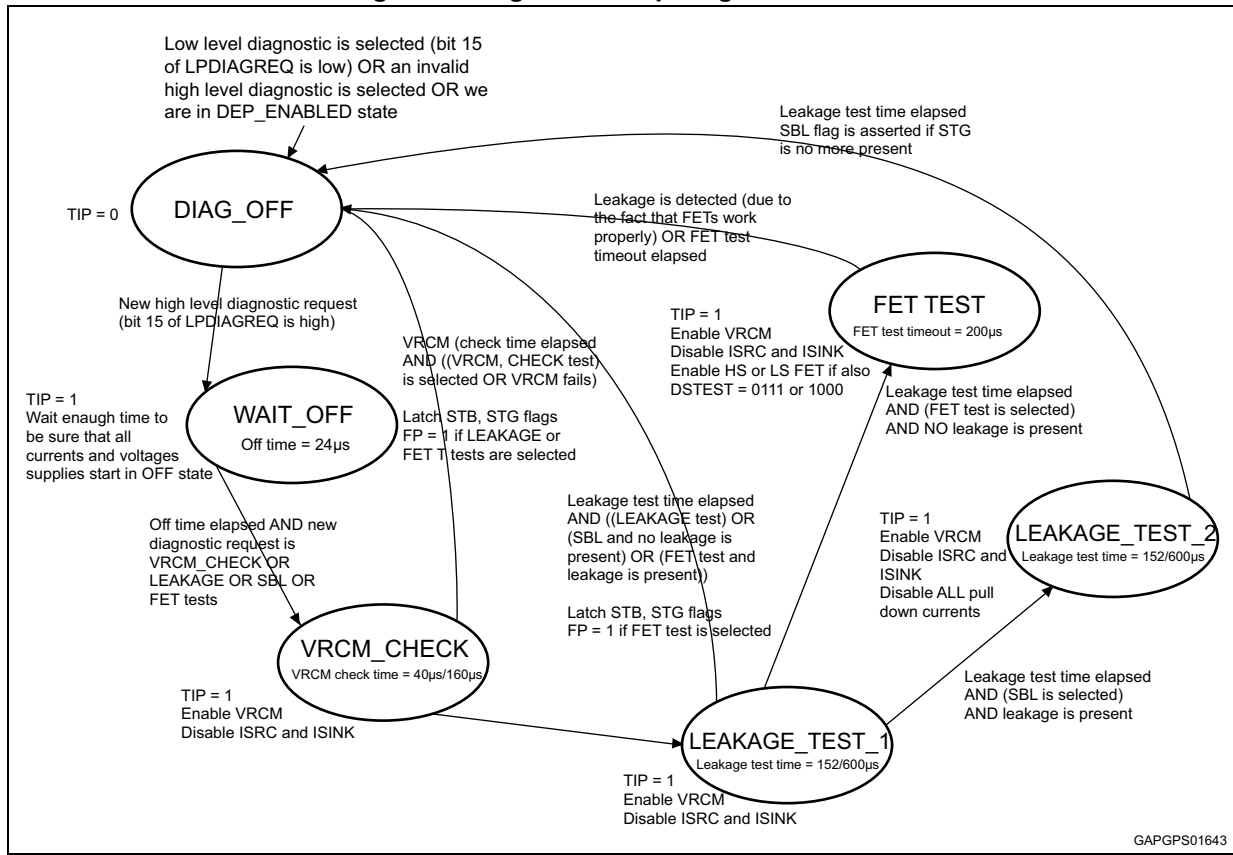 Low level diagnostic is selected (bit 15
of LPDIAGREQ is low) OR an invalid
high level diagnostic is selected OR we
are in DEP_ENABLED state
Leakage test time elapsed
SBL flag is asserted if STG
is no more present
TIP = 0
DIAG_OFF
Leakage is detected (due to
the fact that FETs work
properly) OR FET test
timeout elapsed
New high level diagnostic request
(bit 15 of LPDIAGREQ is high)
FET TEST
FET test timeout = 200µs
TIP = 1
Enable VRCM
Disable ISRC and ISINK
Enable HS or LS FET if also
DSTEST = 0111 or 1000
VRCM (check time elapsed
AND ((VRCM, CHECK test)
is selected OR VRCM fails)
Latch STB, STG flags
FP = 1 if LEAKAGE or
FET T tests are selected
TIP = 1
Wait enaugh time to
be sure that all
currents and voltages
supplies start in OFF state
WAIT_OFF
Off time = 24µs
Leakage test time elapsed
AND (FET test is selected)
AND NO leakage is present
Off time elapsed AND new
diagnostic request is
VRCM_CHECK OR
LEAKAGE OR SBL OR
FET tests
Leakage test time elapsed
AND ((LEAKAGE test) OR
(SBL and no leakage is
present) OR (FET test and
leakage is present))
Latch STB, STG flags
FP = 1 if FET test is selected
TIP = 1
Enable VRCM
Disable ISRC and
ISINK
Disable ALL pull
down currents
LEAKAGE_TEST_2
Leakage test time = 152/600µs
VRCM_CHECK
VRCM check time = 40µs/160µs
TIP = 1
Enable VRCM
Disable ISRC and ISINK
Leakage test time elapsed
AND (SBL is selected)
AND leakage is present
LEAKAGE_TEST_1
Leakage test time = 152/600µs
TIP = 1
Enable VRCM
Disable ISRC and ISINK
GAPGPS01643